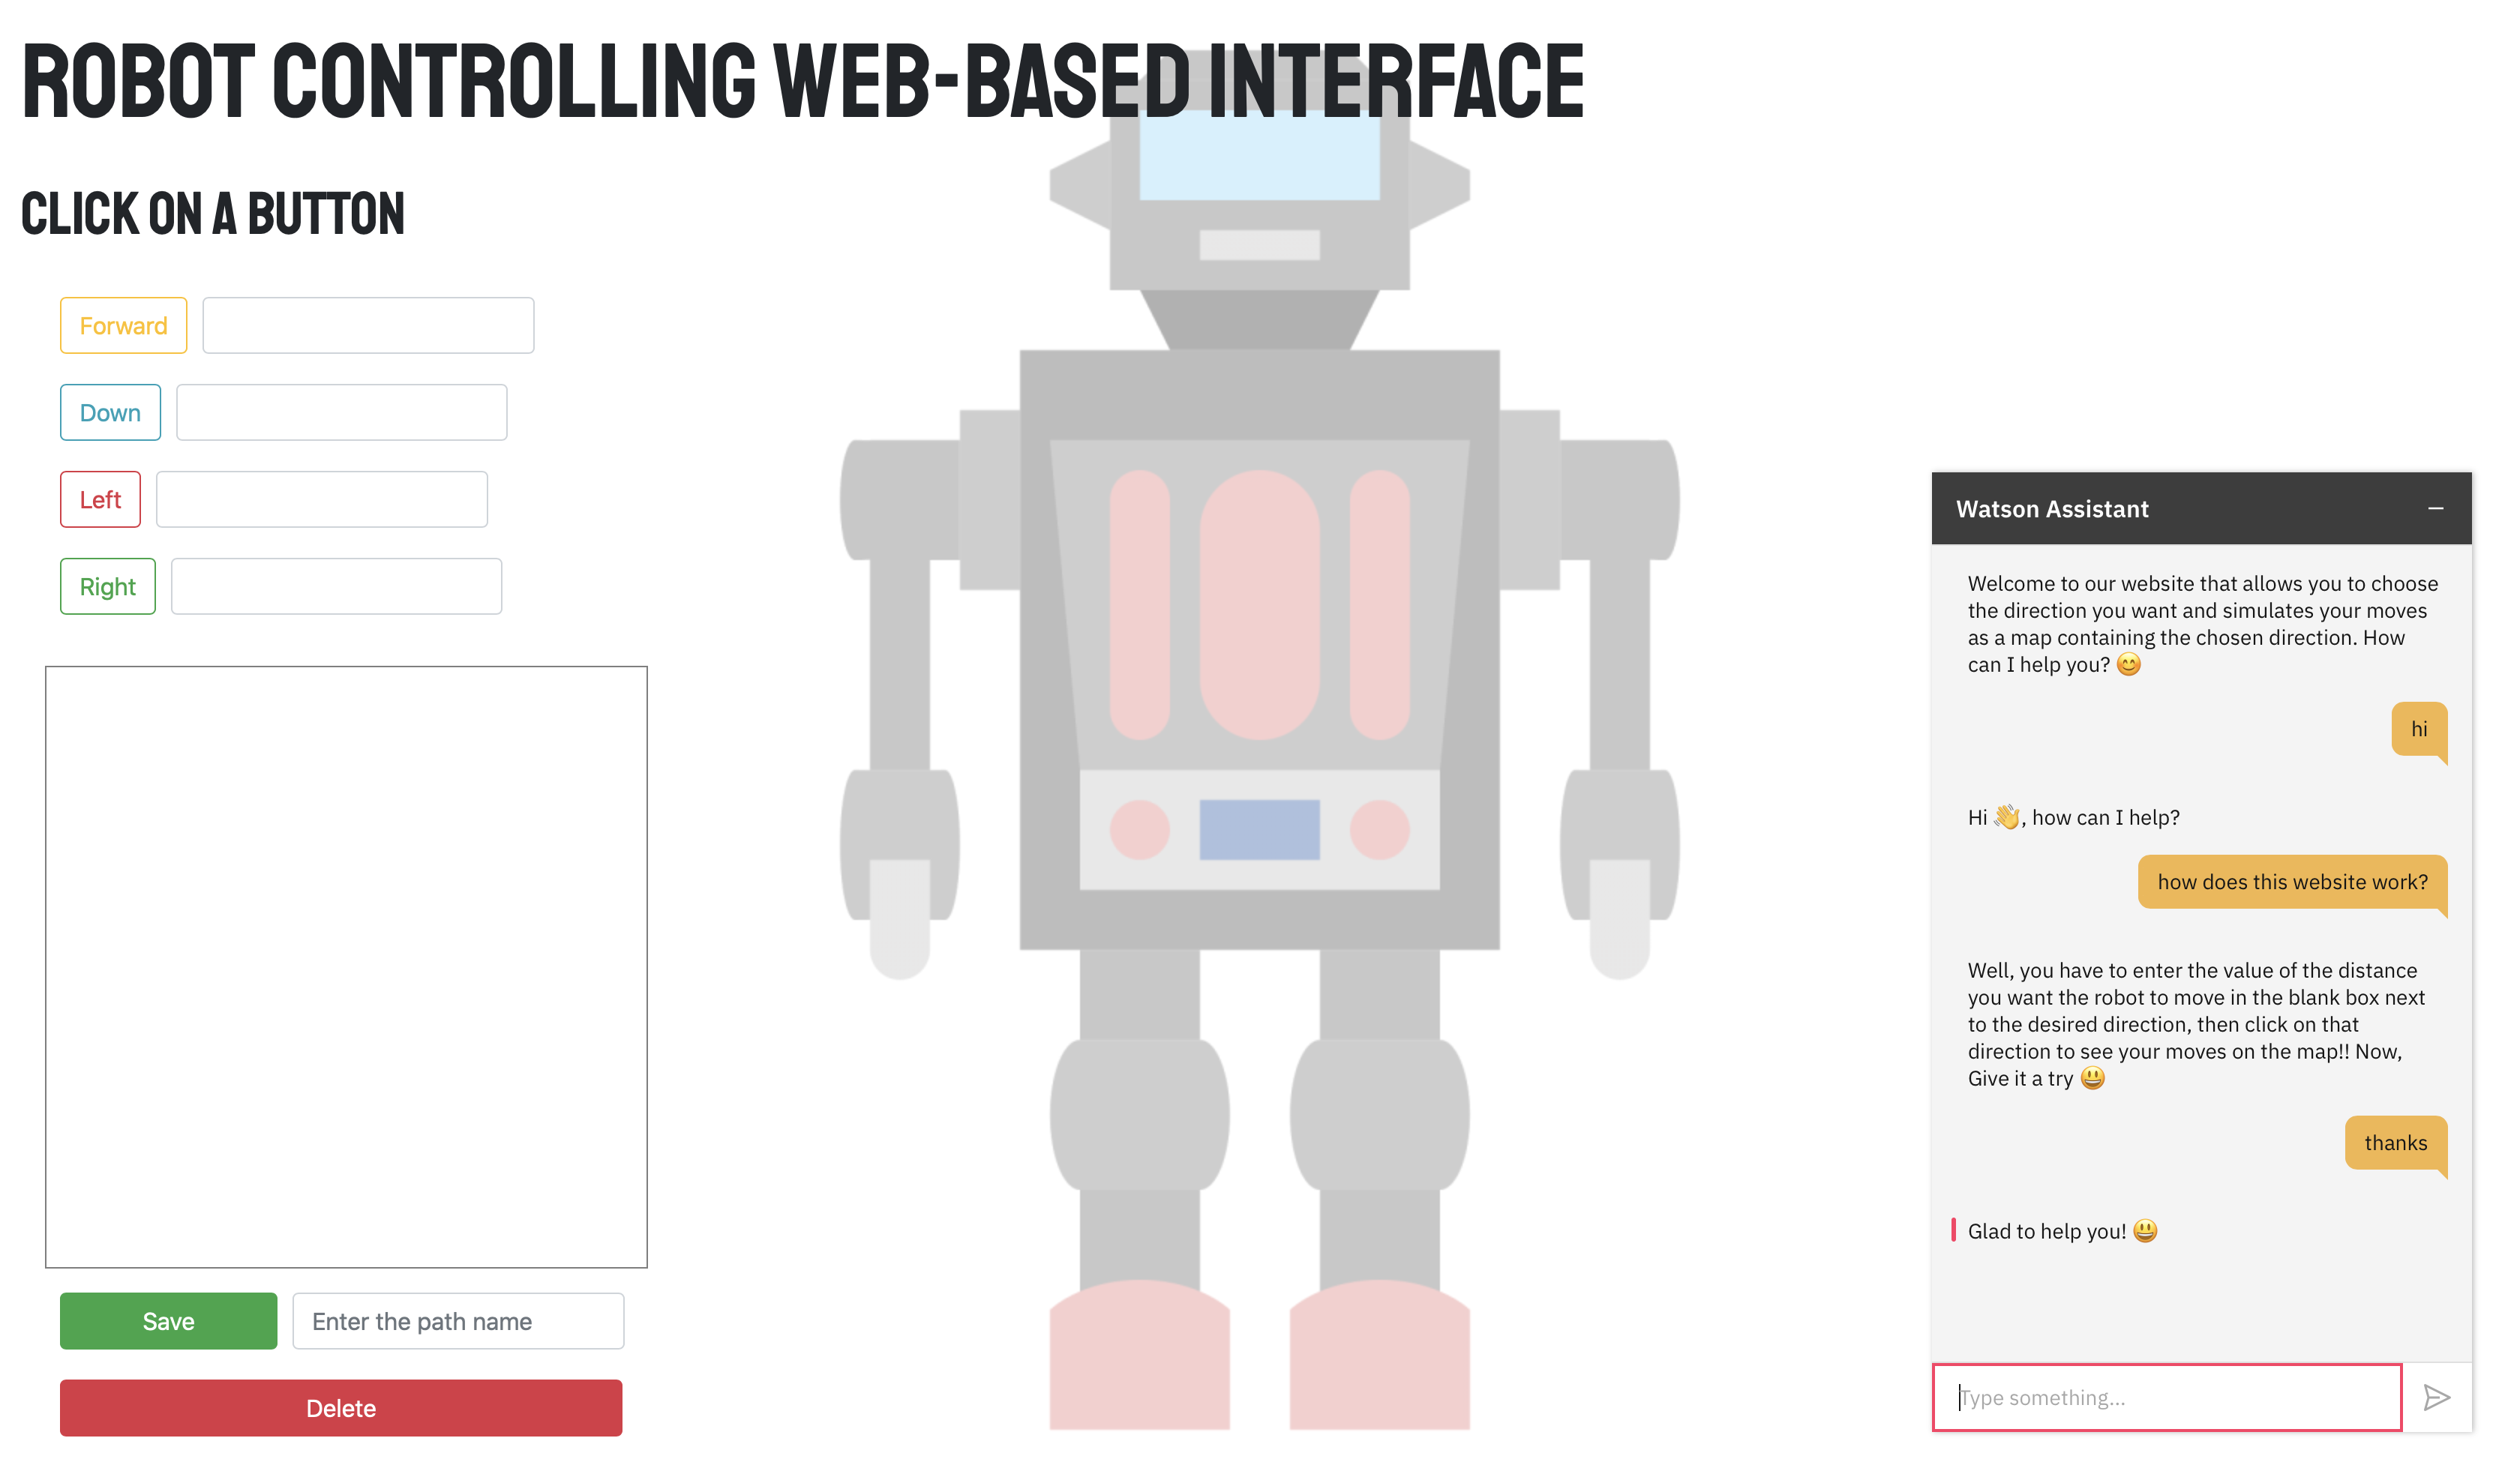 ROBOT CONTROLLING WEB-BASED INTERFACE
CLICK ON A BUTTON
Forward
Down
Left
Right
Save
Enter the path name
Delete
Watson Assistant
Welcome to our website that allows you to choose
the direction you want and simulates your moves
as a map containing the chosen direction. How
can I help you? 😊
hi
Hi 👋, how can I help?
how does this website work?
Well, you have to enter the value of the distance
you want the robot to move in the blank box next
to the desired direction, then click on that
direction to see your moves on the map!! Now,
Give it a try 😃
thanks
Glad to help you! 😃
Type something...